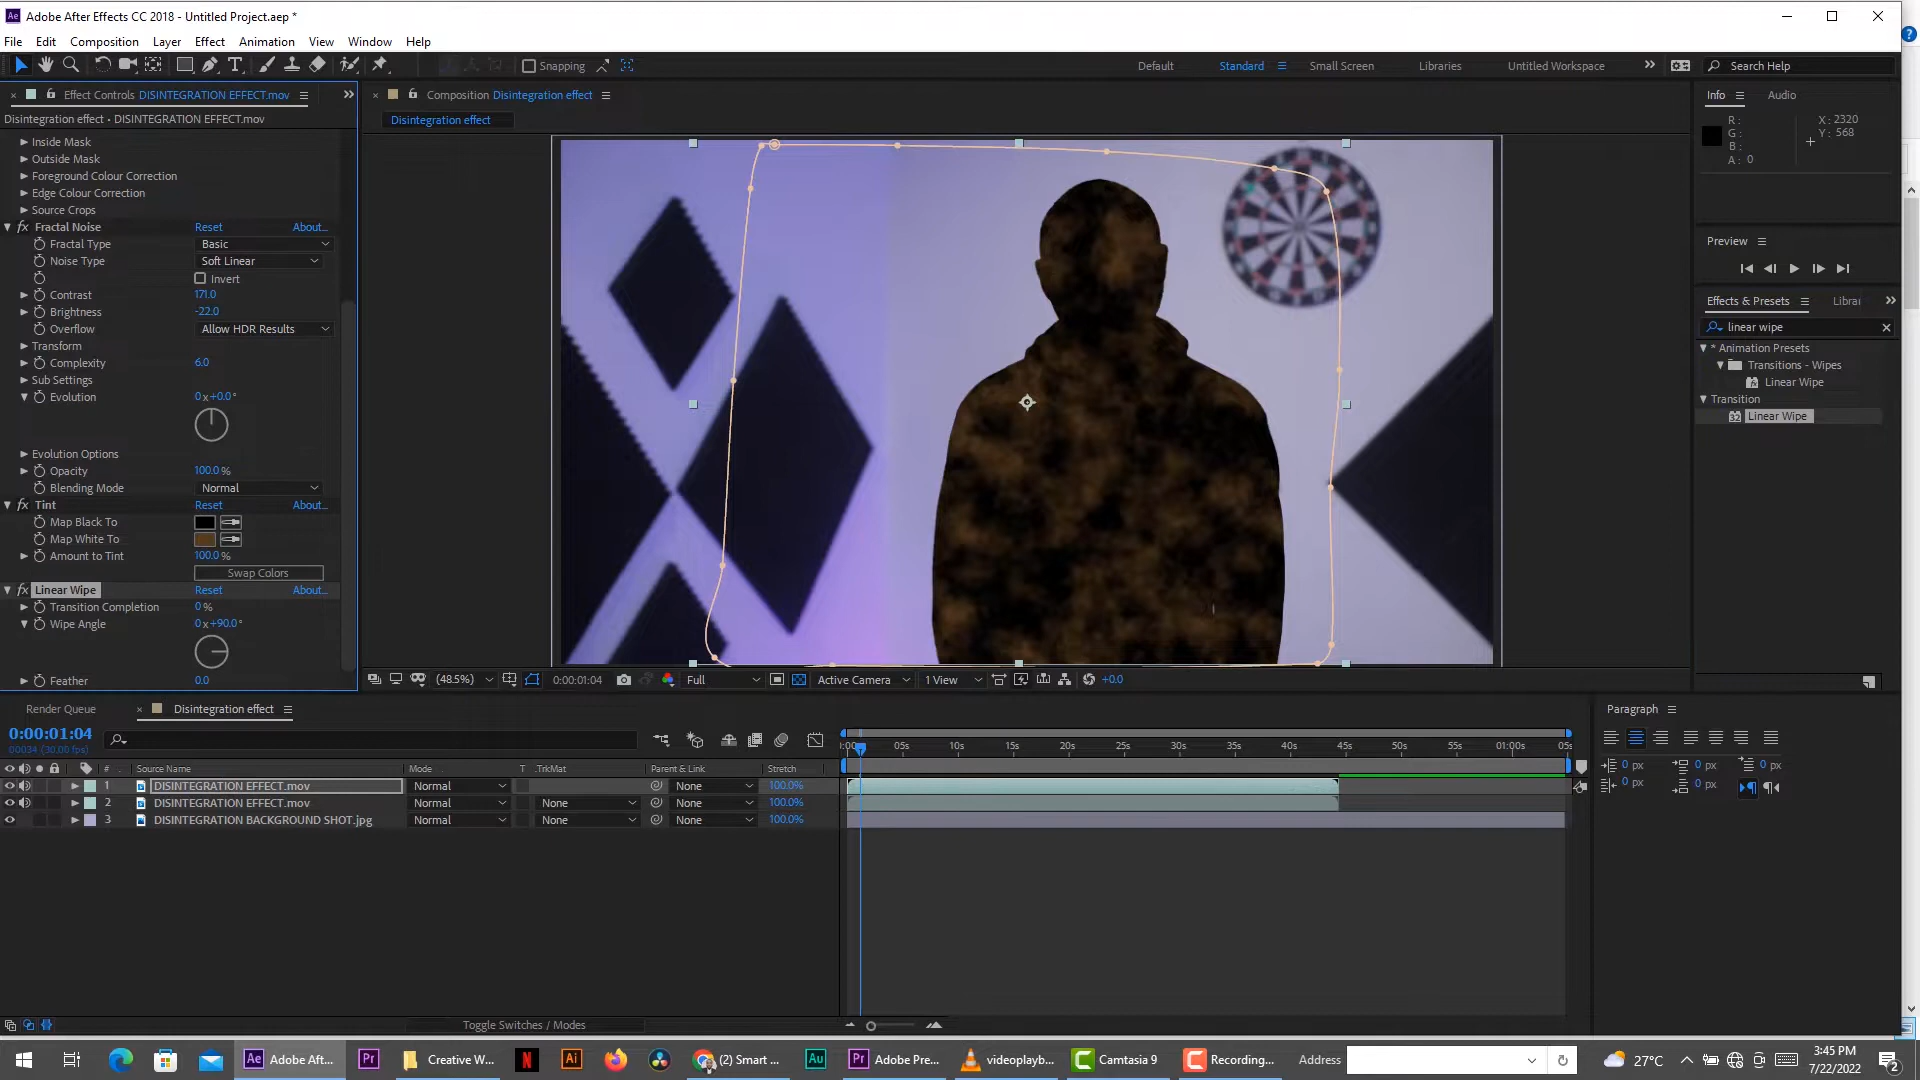 Adobe After Effects CC 2018 - Untitled Project.aep *
File Edit Composition Layer Effect Animation View Window Help
Snapping
Default Standard Small Screen Libraries Untitled Workspace Search Help
Effect Controls DISINTEGRATION EFFECT.mov
Disintegration effect • DISINTEGRATION EFFECT.mov
Inside Mask
Outside Mask
Foreground Colour Correction
Edge Colour Correction
Source Crops
fx Fractal Noise Reset About...
Fractal Type Basic
Noise Type Soft Linear
Invert
Contrast 171.0
Brightness -22.0
Overflow Allow HDR Results
Transform
Complexity 6.0
Sub Settings
Evolution 0x+0.0°
Evolution Options
Opacity 100.0 %
Blending Mode Normal
fx Tint Reset About...
Map Black To
Map White To
Amount to Tint 100.0 %
Swap Colors
fx Linear Wipe Reset About...
Transition Completion 0 %
Wipe Angle 0x+90.0°
Feather 0.0
Composition Disintegration effect
Disintegration effect
(48.5%) 0:00:01:04 Full Active Camera 1 View +0.0
Info Audio
R :
G :
B :
A : 0
X : 2320
Y : 568
Preview
Effects & Presets Librai
linear wipe
* Animation Presets
Transitions - Wipes
Linear Wipe
Transition
Linear Wipe
Render Queue Disintegration effect
0:00:01:04
00034 (30.00 fps)
# Source Name Mode T .TrkMat Parent & Link Stretch
1 DISINTEGRATION EFFECT.mov Normal None 100.0%
2 DISINTEGRATION EFFECT.mov Normal None None 100.0%
3 DISINTEGRATION BACKGROUND SHOT.jpg Normal None None 100.0%
05s 10s 15s 20s 25s 30s 35s 40s 45s 50s 55s 01:00s 05s
Toggle Switches / Modes
Paragraph
0 px 0 px 0 px
0 px 0 px
Adobe Aft... Creative W... (2) Smart ... Adobe Pre... videoplayb... Camtasia 9 Recording... Address 27°C
3:45 PM
7/22/2022
2